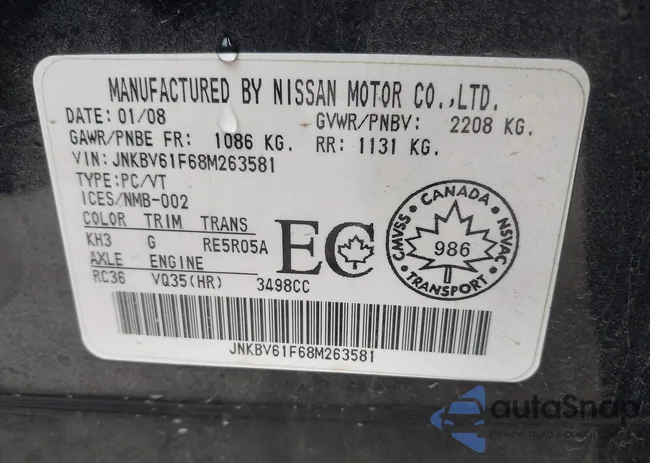 MANUFACTURED BY NISSAN MOTOR CO.,LTD.
DATE: 01/08 GVWR/PNBV: 2208 KG.
GAWR/PNBE FR: 1086 KG. RR: 1131 KG.
VIN: JNKBV61F68M263581
TYPE: PC/VT
ICES/NMB-002
COLOR TRIM TRANS
KH3 G RE5R05A
AXLE ENGINE
RC36 VQ35(HR) 3498CC
EC
CANADA
CMVSS 986 NSVAC
TRANSPORT
JNKBV61F68M263581
autoSnap